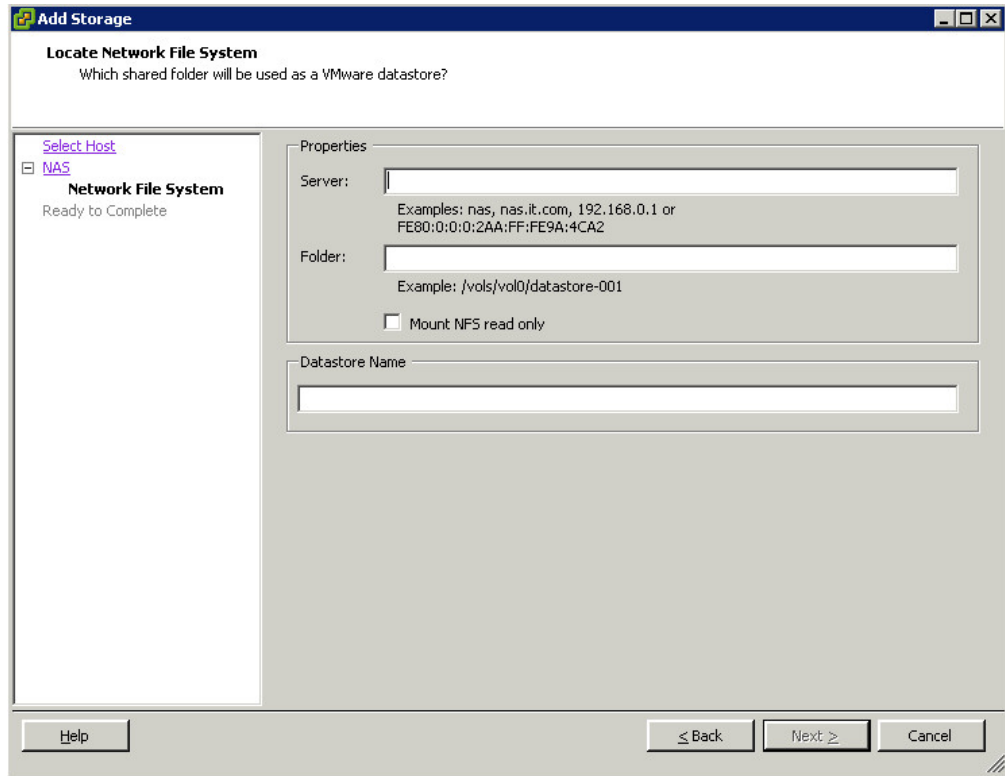 Add Storage
Locate Network File System
Which shared folder will be used as a VMware datastore?
Select Host
NAS
Network File System
Ready to Complete
Properties
Server:
Examples: nas, nas.it.com, 192.168.0.1 or
FE80:0:0:0:2AA:FF:FE9A:4CA2
Folder:
Example: /vols/vol0/datastore-001
Mount NFS read only
Datastore Name
Help
< Back
Next >
Cancel